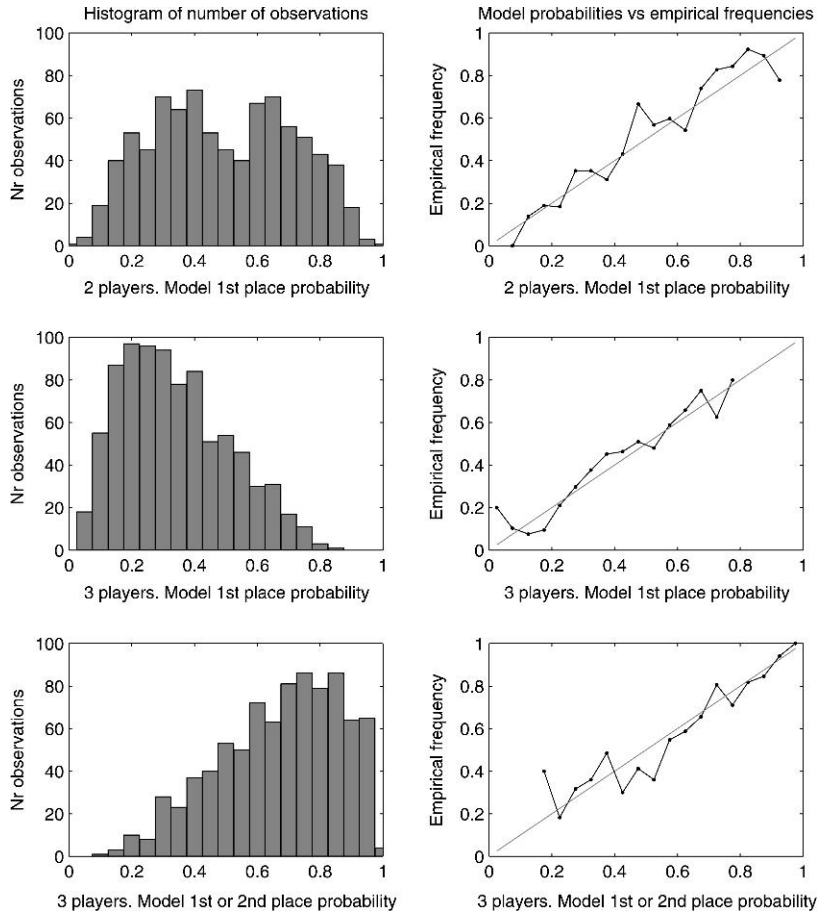 Histogram of number of observations
Model probabilities vs empirical frequencies
100
80
60
40
20
0
Nr observations
0 0.2 0.4 0.6 0.8 1
2 players. Model 1st place probability
1
0.8
0.6
0.4
0.2
0
Empirical frequency
0 0.2 0.4 0.6 0.8 1
2 players. Model 1st place probability
100
80
60
40
20
0
Nr observations
0 0.2 0.4 0.6 0.8 1
3 players. Model 1st place probability
1
0.8
0.6
0.4
0.2
0
Empirical frequency
0 0.2 0.4 0.6 0.8 1
3 players. Model 1st place probability
100
80
60
40
20
0
Nr observations
0 0.2 0.4 0.6 0.8 1
3 players. Model 1st or 2nd place probability
1
0.8
0.6
0.4
0.2
0
Empirical frequency
0 0.2 0.4 0.6 0.8 1
3 players. Model 1st or 2nd place probability